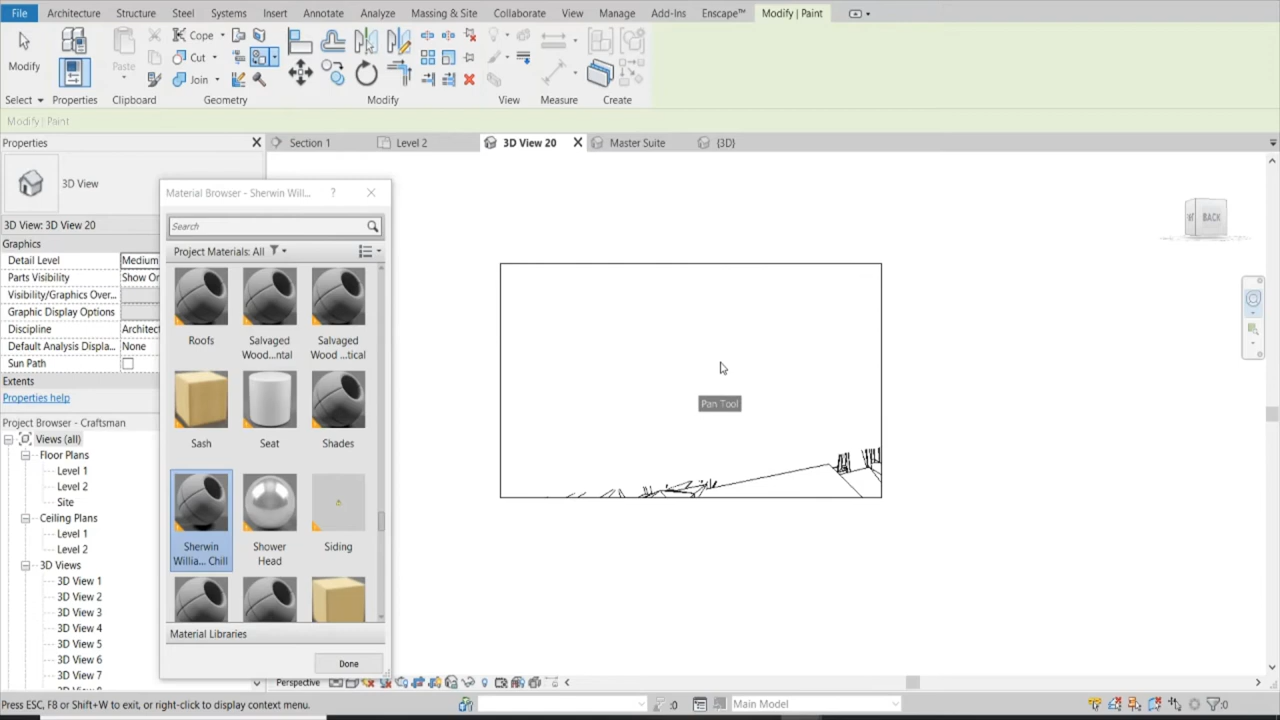 File Architecture Structure Steel Systems Insert Annotate Analyze Massing & Site Collaborate View Manage Add-Ins Enscape™ Modify | Paint
Modify Paste Cope Cut Join
Select Properties Clipboard Geometry Modify View Measure Create
Modify | Paint
Properties
Section 1 Level 2 3D View 20 Master Suite {3D}
3D View
3D View: 3D View 20
Graphics
Detail Level Medium
Parts Visibility Show Or
Visibility/Graphics Over...
Graphic Display Options
Discipline Architect
Default Analysis Displa... None
Sun Path
Extents
Properties help
Project Browser - Craftsman
Views (all)
Floor Plans
Level 1
Level 2
Site
Ceiling Plans
Level 1
Level 2
3D Views
3D View 1
3D View 2
3D View 3
3D View 4
3D View 5
3D View 6
3D View 7
Material Browser - Sherwin Will... ?
Search
Project Materials: All
Roofs
Salvaged
Wood...ntal
Salvaged
Wood ...tical
Sash
Seat
Shades
Sherwin
Willia... Chill
Shower
Head
Siding
Material Libraries
Done
Pan Tool
BACK
Perspective
Press ESC, F8 or Shift+W to exit, or right-click to display context menu.
:0
Main Model
:0